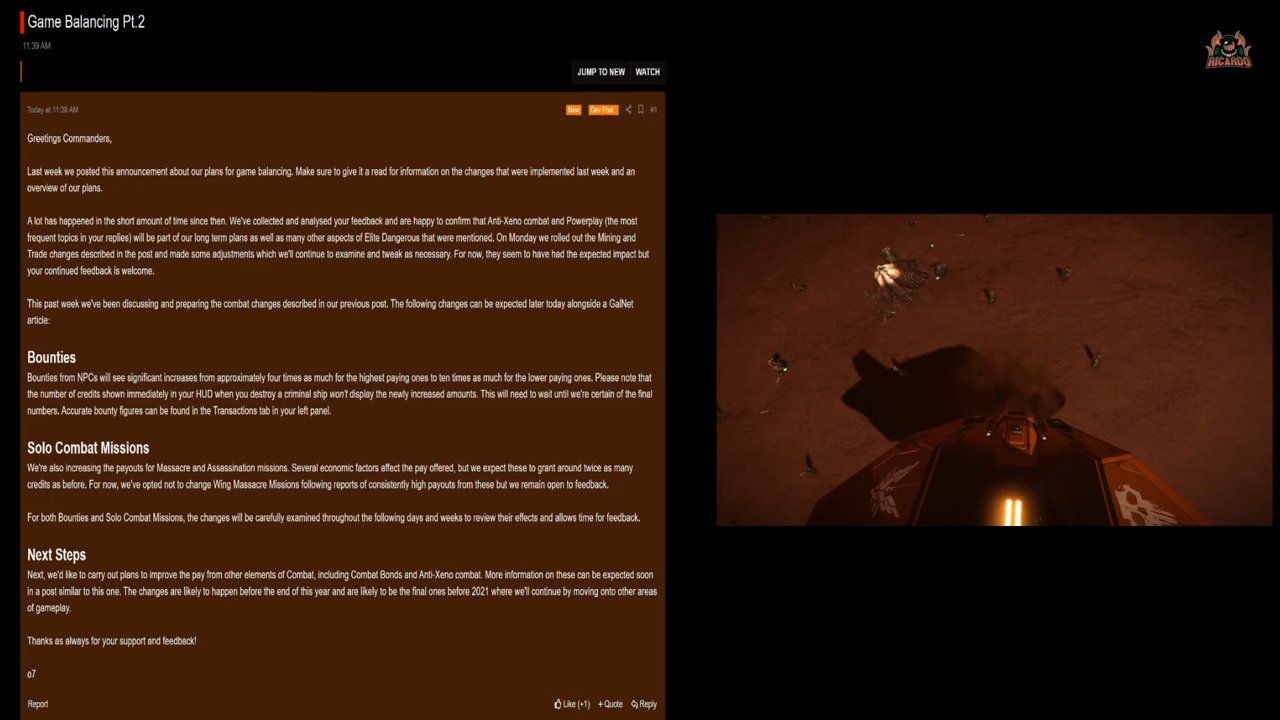 Game Balancing Pt.2
11:39 AM
RICARDO
JUMP TO NEW WATCH
Today at 11:39 AM New Dev Post #1
Greetings Commanders,
Last week we posted this announcement about our plans for game balancing. Make sure to give it a read for information on the changes that were implemented last week and an
overview of our plans.
A lot has happened in the short amount of time since then. We've collected and analysed your feedback and are happy to confirm that Anti-Xeno combat and Powerplay (the most
frequent topics in your replies) will be part of our long term plans as well as many other aspects of Elite Dangerous that were mentioned. On Monday we rolled out the Mining and
Trade changes described in the post and made some adjustments which we'll continue to examine and tweak as necessary. For now, they seem to have had the expected impact but
your continued feedback is welcome.
This past week we've been discussing and preparing the combat changes described in our previous post. The following changes can be expected later today alongside a GalNet
article:
Bounties
Bounties from NPCs will see significant increases from approximately four times as much for the highest paying ones to ten times as much for the lower paying ones. Please note that
the number of credits shown immediately in your HUD when you destroy a criminal ship won't display the newly increased amounts. This will need to wait until we're certain of the final
numbers. Accurate bounty figures can be found in the Transactions tab in your left panel.
Solo Combat Missions
We're also increasing the payouts for Massacre and Assassination missions. Several economic factors affect the pay offered, but we expect these to grant around twice as many
credits as before. For now, we've opted not to change Wing Massacre Missions following reports of consistently high payouts from these but we remain open to feedback.
For both Bounties and Solo Combat Missions, the changes will be carefully examined throughout the following days and weeks to review their effects and allows time for feedback.
Next Steps
Next, we'd like to carry out plans to improve the pay from other elements of Combat, including Combat Bonds and Anti-Xeno combat. More information on these can be expected soon
in a post similar to this one. The changes are likely to happen before the end of this year and are likely to be the final ones before 2021 where we'll continue by moving onto other areas
of gameplay.
Thanks as always for your support and feedback!
o7
Report Like (+1) + Quote Reply